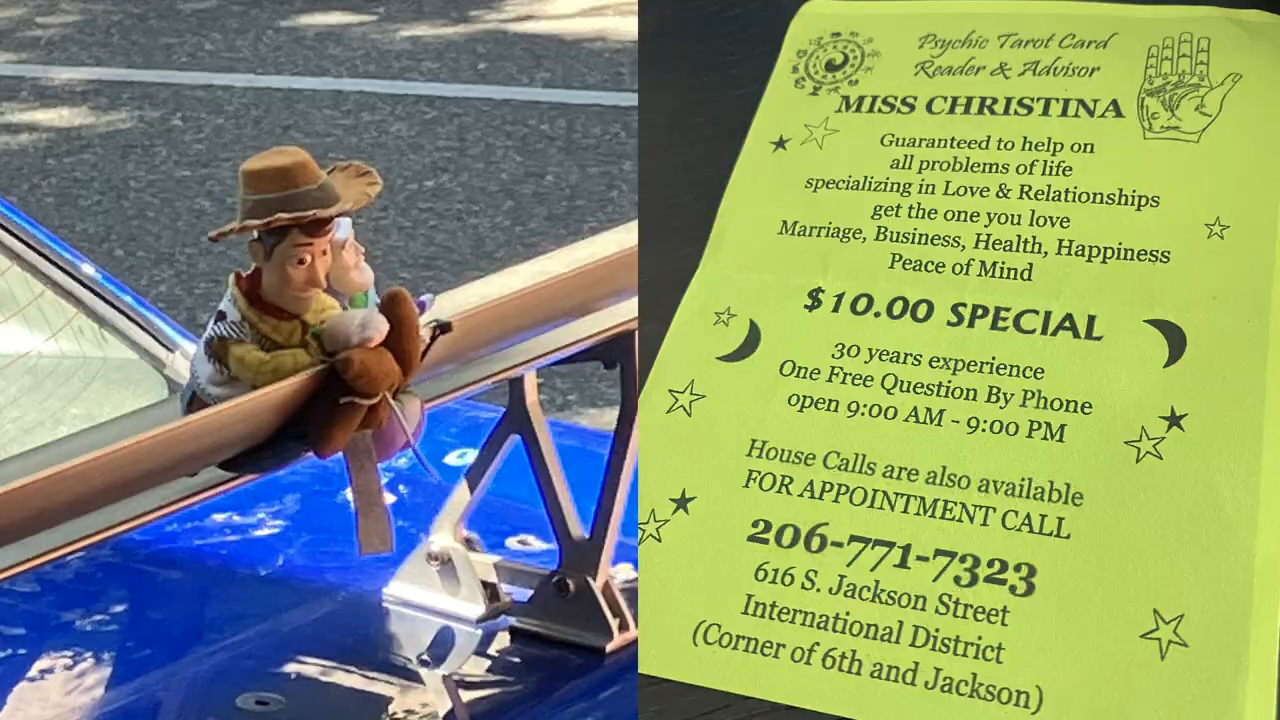 Psychic Tarot Card
Reader & Advisor
MISS CHRISTINA
Guaranteed to help on
all problems of life
specializing in Love & Relationships
get the one you love
Marriage, Business, Health, Happiness
Peace of Mind
$10.00 SPECIAL
30 years experience
One Free Question By Phone
open 9:00 AM - 9:00 PM
House Calls are also available
FOR APPOINTMENT CALL
206-771-7323
616 S. Jackson Street
International District
(Corner of 6th and Jackson)